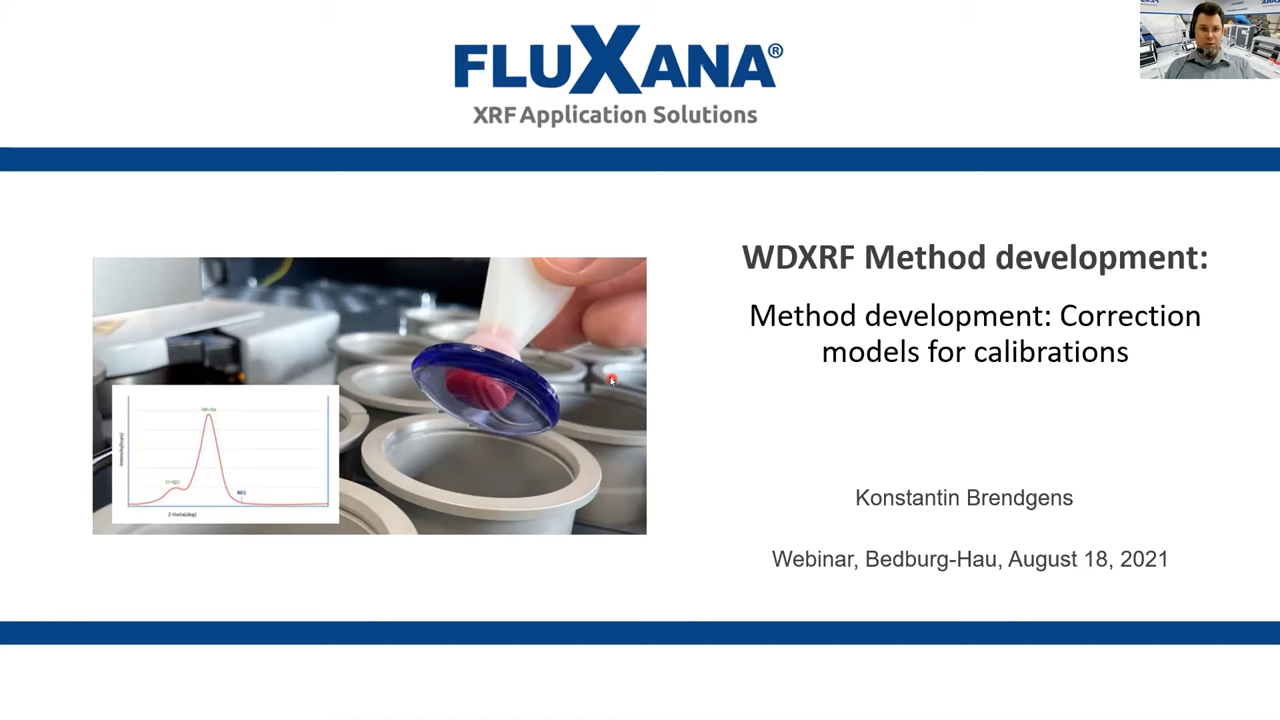 FLUXANA®
XRF Application Solutions
WDXRF Method development:
Method development: Correction
models for calibrations
BG1
2-theta(deg)
Konstantin Brendgens
Webinar, Bedburg-Hau, August 18, 2021